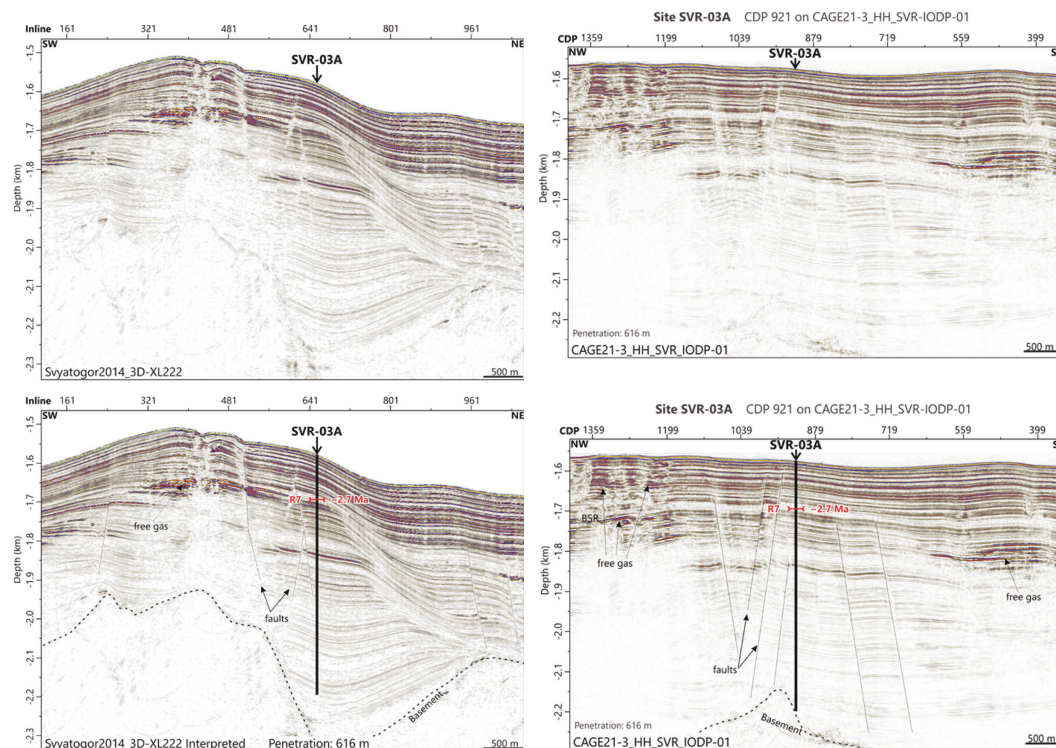 Inline 161 321 481 641 801 961
SW NE
SVR-03A
-1.5
-1.6
-1.7
-1.8
-1.9
-2.0
-2.1
-2.2
-2.3
Depth (km)
Svyatogor2014_3D-XL222
500 m
Site SVR-03A CDP 921 on CAGE21-3_HH_SVR-IODP-01
CDP 1359 1199 1039 879 719 559 399
NW S
SVR-03A
-1.6
-1.7
-1.8
-1.9
-2.0
-2.1
-2.2
Depth (km)
Penetration: 616 m
CAGE21-3_HH_SVR_IODP-01
500 m
Inline 161 321 481 641 801 961
SW NE
SVR-03A
-1.5
-1.6
-1.7
-1.8
-1.9
-2.0
-2.1
-2.2
-2.3
Depth (km)
R7 ~2.7 Ma
free gas
faults
Basement
Svyatogor2014_3D-XL222 Interpreted Penetration: 616 m
500 m
Site SVR-03A CDP 921 on CAGE21-3_HH_SVR-IODP-01
CDP 1359 1199 1039 879 719 559 399
NW S
SVR-03A
-1.6
-1.7
-1.8
-1.9
-2.0
-2.1
-2.2
Depth (km)
R7 ~2.7 Ma
BSR
free gas
free gas
faults
Basement
Penetration: 616 m
CAGE21-3_HH_SVR_IODP-01
500 m